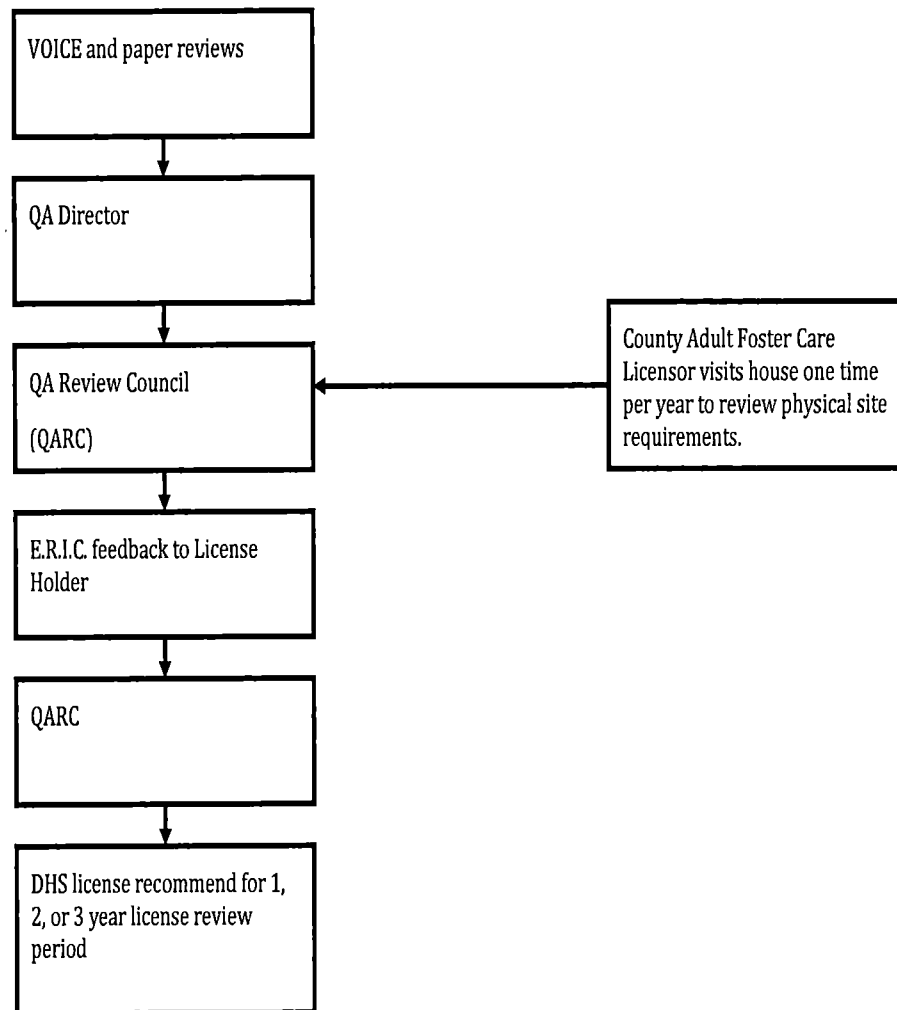 VOICE and paper reviews
QA Director
QA Review Council
(QARC)
County Adult Foster Care
Licensor visits house one time
per year to review physical site
requirements.
E.R.I.C. feedback to License
Holder
QARC
DHS license recommend for 1,
2, or 3 year license review
period